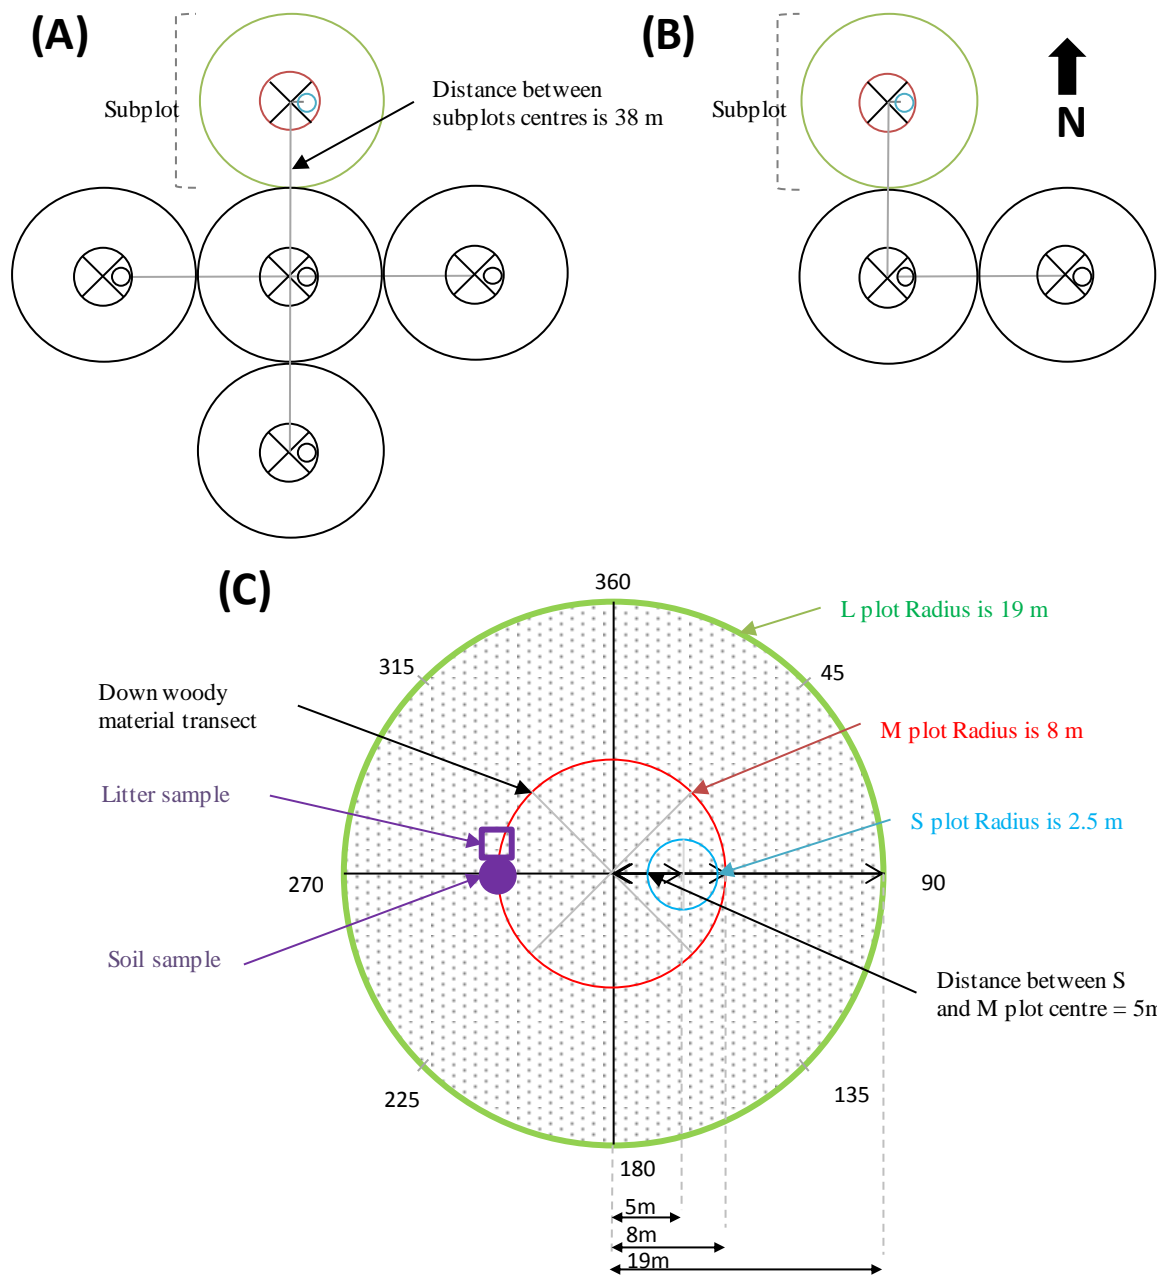 (A)
(B)
Subplot
Distance between
subplots centres is 38 m
Subplot
N
(C)
360
L plot Radius is 19 m
315
45
Down woody
material transect
M plot Radius is 8 m
Litter sample
S plot Radius is 2.5 m
270
90
Soil sample
Distance between S
and M plot centre = 5m
225
135
180
5m
8m
19m